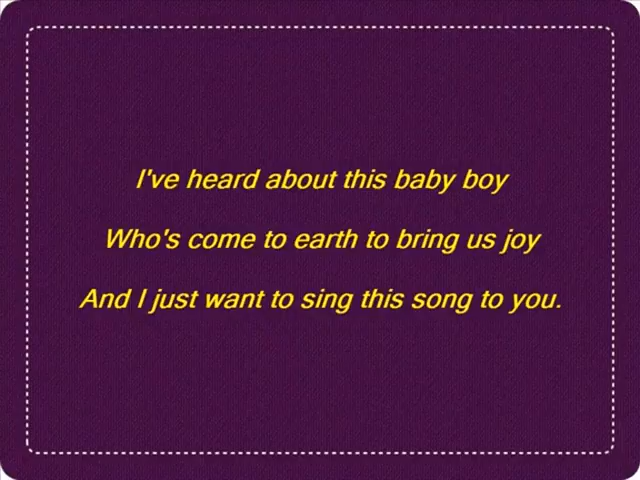 I've heard about this baby boy
Who's come to earth to bring us joy
And I just want to sing this song to you.